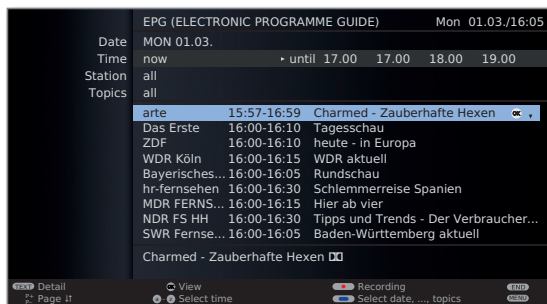 EPG (ELECTRONIC PROGRAMME GUIDE) Mon 01.03./16:05
Date MON 01.03.
Time now ▸ until 17.00 17.00 18.00 19.00
Station all
Topics all
arte 15:57-16:59 Charmed - Zauberhafte Hexen OK
Das Erste 16:00-16:10 Tagesschau
ZDF 16:00-16:10 heute - in Europa
WDR Köln 16:00-16:15 WDR aktuell
Bayerisches... 16:00-16:05 Rundschau
hr-fernsehen 16:00-16:30 Schlemmerreise Spanien
MDR FERNS... 16:00-16:15 Hier ab vier
NDR FS HH 16:00-16:30 Tipps und Trends - Der Verbraucher...
SWR Fernse... 16:00-16:05 Baden-Württemberg aktuell
Charmed - Zauberhafte Hexen
TEXT Detail OK View Recording END
P+ P- Page Select time Select date, ..., topics MENU